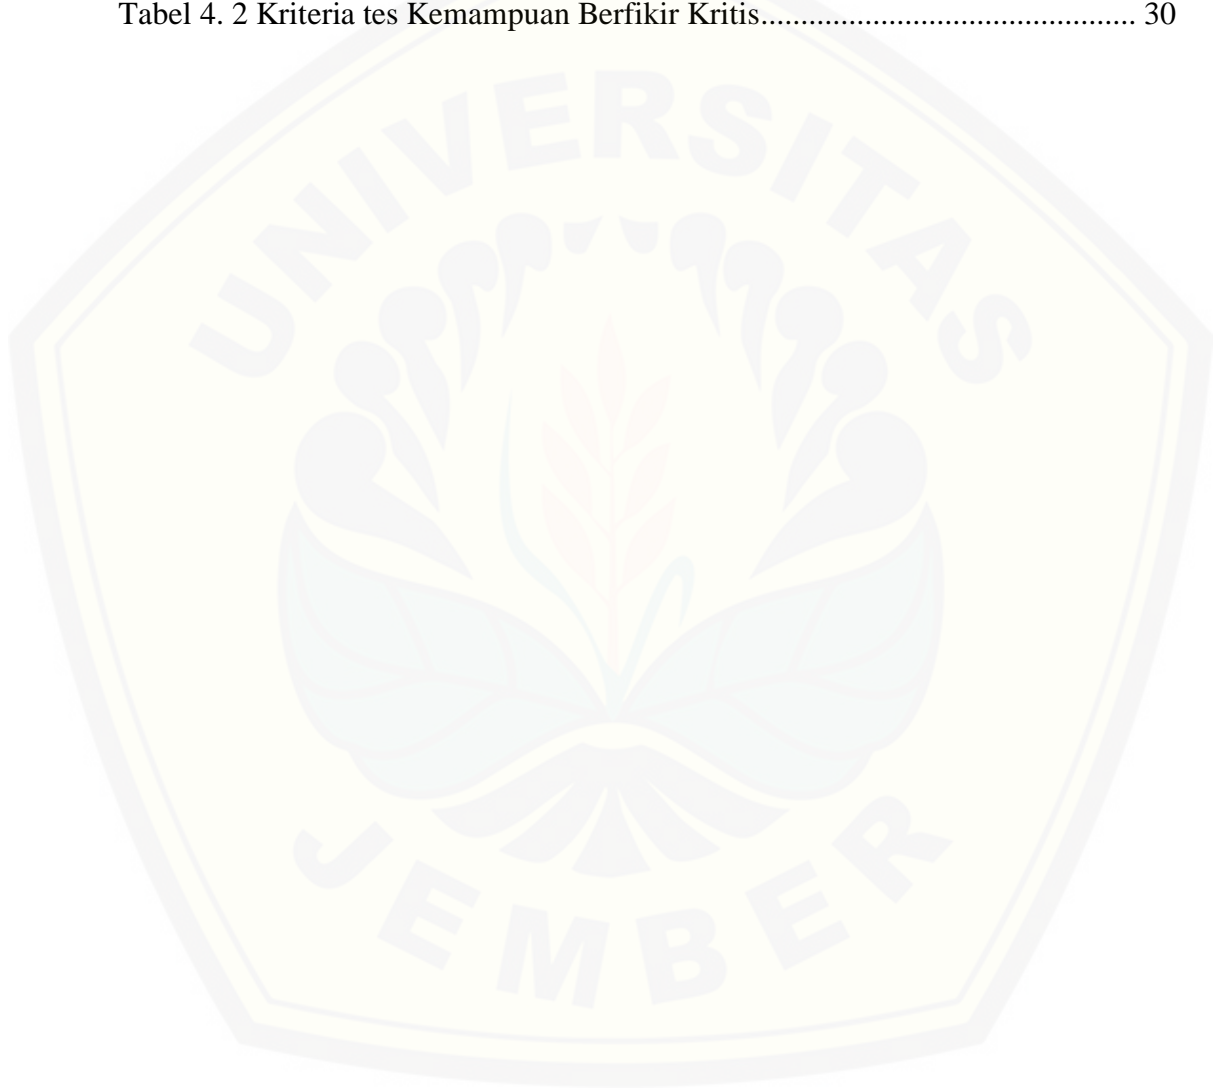 Tabel 4. 2 Kriteria tes Kemampuan Berfikir Kritis............................................... 30
UNIVERSITAS
JEMBER